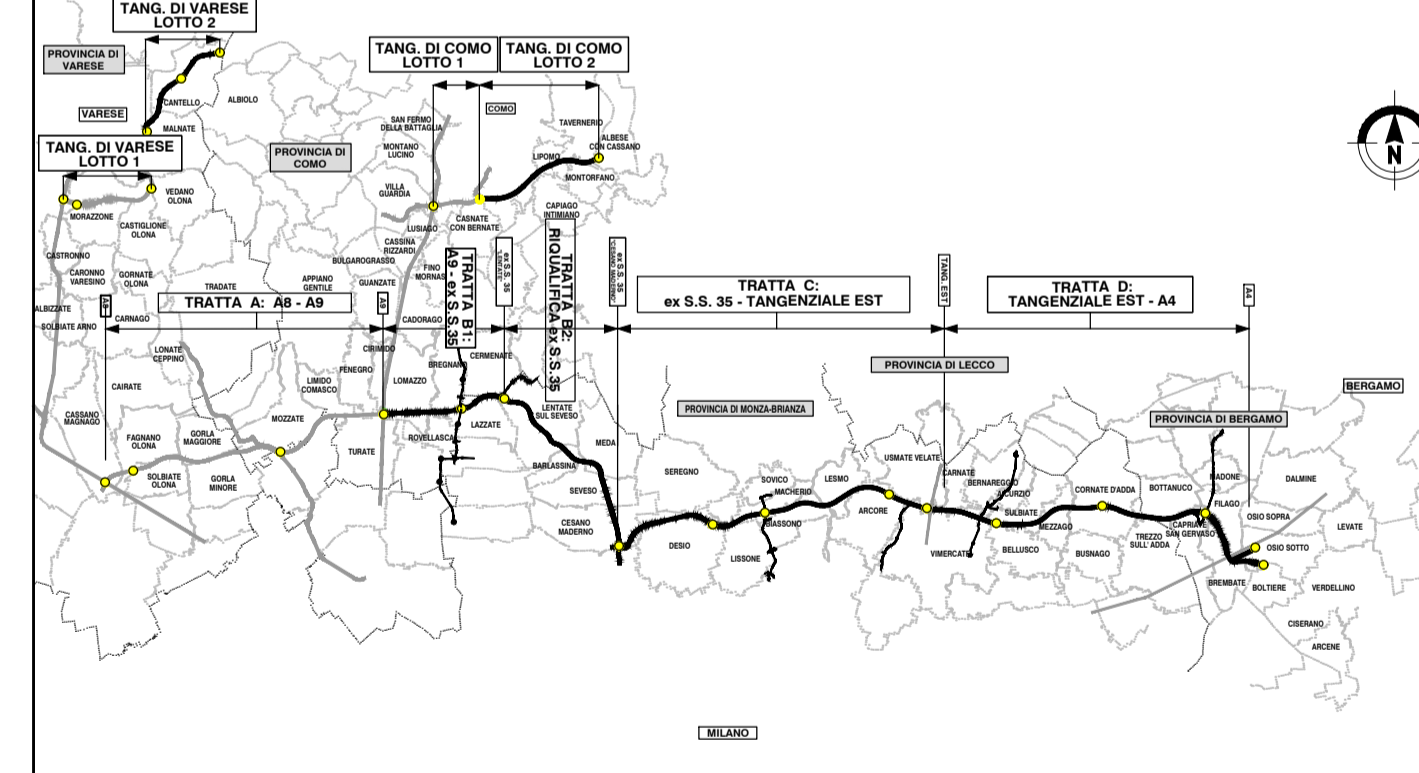 TANG. DI VARESE
LOTTO 2
PROVINCIA DI
VARESE
TANG. DI COMO
LOTTO 1
TANG. DI COMO
LOTTO 2
CANTELLO
ALBIOLO
VARESE
MALNATE
COMO
SAN FERMO
DELLA BATTAGLIA
TAVERNERIO
ALBESE
CON CASSANO
N
TANG. DI VARESE
LOTTO 1
PROVINCIA DI
COMO
MONTANO
LUCINO
LIPOMO
MONTORFANO
VILLA
GUARDIA
VEDANO
OLONA
MORAZZONE
CASTIGLIONE
OLONA
LUSIAGO
CASNATE
CON BERNATE
CAPIAGO
INTIMIANO
CASSINA
RIZZARDI
BULGAROGRASSO
CASTRONNO
CARONNO
VARESINO
GORNATE
OLONA
TRADATE
APPIANO
GENTILE
GUANZATE
FINO
MORNAS
TRATTA B1:
A9 - ex S.S.35
ex S.S. 35
"LENTATE"
TRATTA B2:
RIQUALIFICA ex S.S.35
ex S.S. 35
"CESANO MADERNO"
TRATTA C:
ex S.S. 35 - TANGENZIALE EST
TANG. EST
TRATTA D:
TANGENZIALE EST - A4
A4
A8
TRATTA A: A8 - A9
A9
ALBIZZATE
SOLBIATE ARNO
CARNAGO
CADORAGO
CIRIMIDO
LONATE
CEPPINO
FENEGRO
BREGNANO
CERMENATE
PROVINCIA DI LECCO
CAIRATE
LIMIDO
COMASCO
LOMAZZO
BERGAMO
CASSANO
MAGNAGO
MOZZATE
LENTATE
SUL SEVESO
PROVINCIA DI MONZA-BRIANZA
PROVINCIA DI BERGAMO
FAGNANO
OLONA
GORLA
MAGGIORE
ROVELLASCA
LAZZATE
MEDA
TURATE
USMATE VELATE
SOLBIATE
OLONA
GORLA
MINORE
BARLASSINA
SEREGNO
SOVICO
MACHERIO
LESMO
CARNATE
BERNAREGGIO
AICURZIO
CORNATE D'ADDA
BOTTANUCO
MADONE
DALMINE
SEVESO
FILAGO
CESANO
MADERNO
BIASSONO
ARCORE
SULBIATE
MEZZAGO
CAPRIATE
SAN GERVASO
OSIO SOPRA
LEVATE
DESIO
LISSONE
VIMERCATE
BELLUSCO
BUSNAGO
TREZZO
SULL' ADDA
OSIO SOTTO
BREMBATE
BOLTIERE
VERDELLINO
CISERANO
ARCENE
MILANO